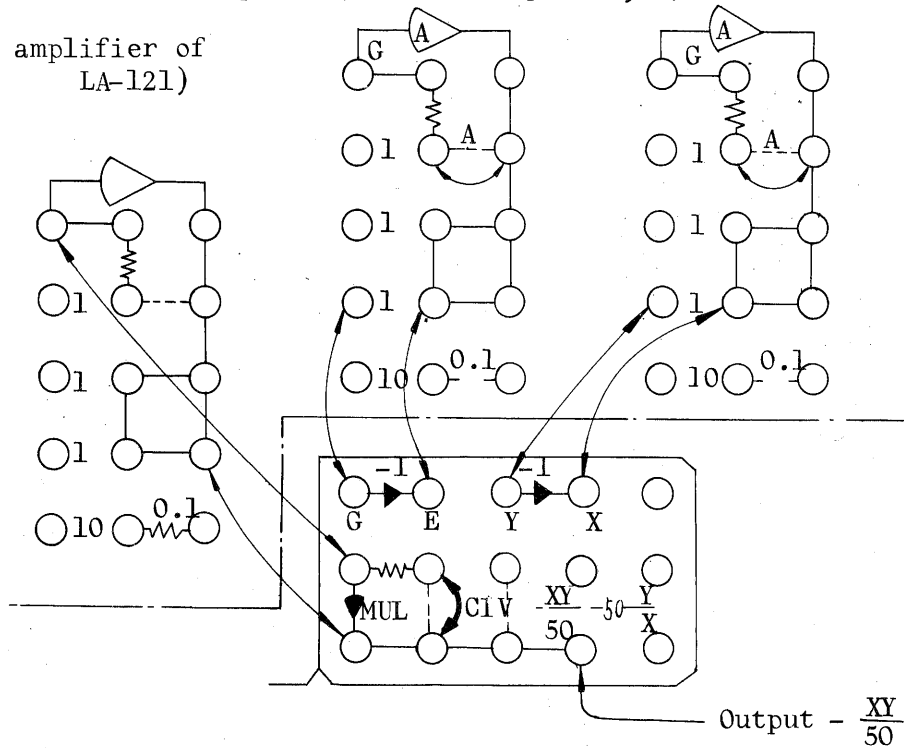 amplifier of
LA-121)
A
G
1
A
1
1
10 0.1
A
G
1
A
1
1
10 0.1
1
1
1
10 0.1
-1
G E
-1
Y X
MUL
CiV
-XY/50
-50 Y/X
Output - XY/50